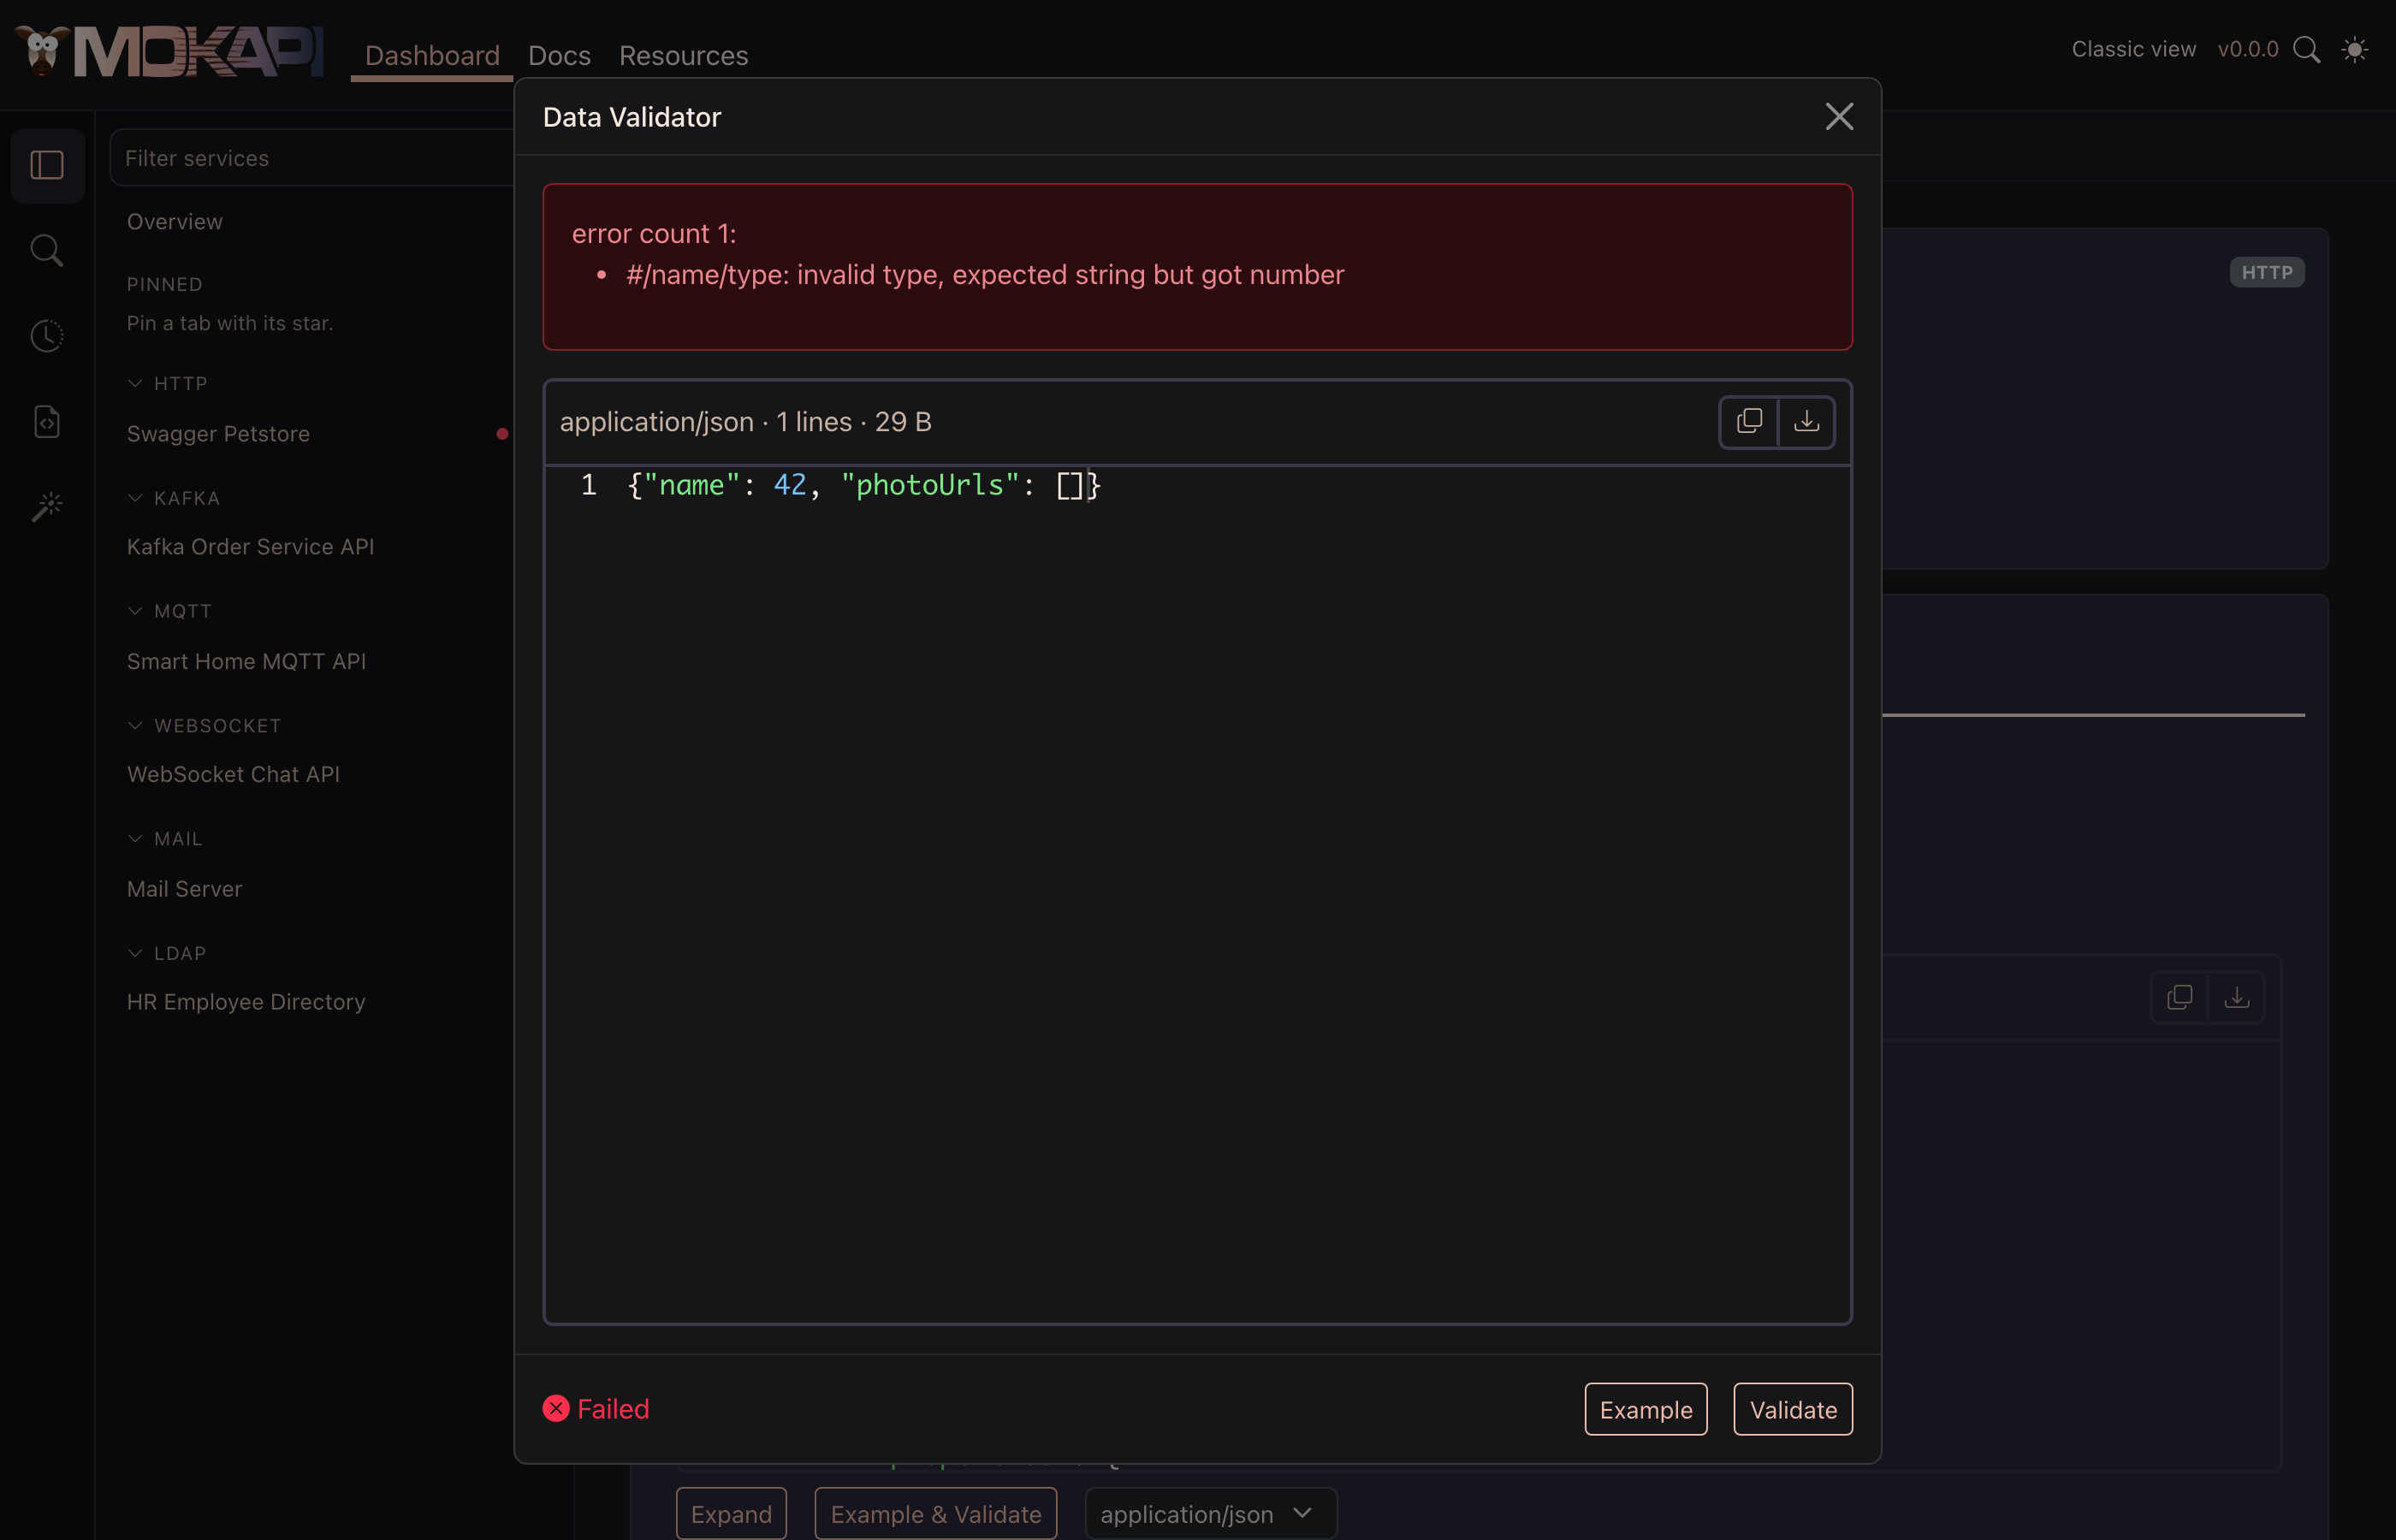 MOKAPI
Dashboard Docs Resources
Classic view v0.0.0
Data Validator
Filter services
Overview
PINNED
Pin a tab with its star.
HTTP
Swagger Petstore
KAFKA
Kafka Order Service API
MQTT
Smart Home MQTT API
WEBSOCKET
WebSocket Chat API
MAIL
Mail Server
LDAP
HR Employee Directory
error count 1:
• #/name/type: invalid type, expected string but got number
HTTP
application/json · 1 lines · 29 B
1 {"name": 42, "photoUrls": []}
Failed
Example
Validate
Expand
Example & Validate
application/json